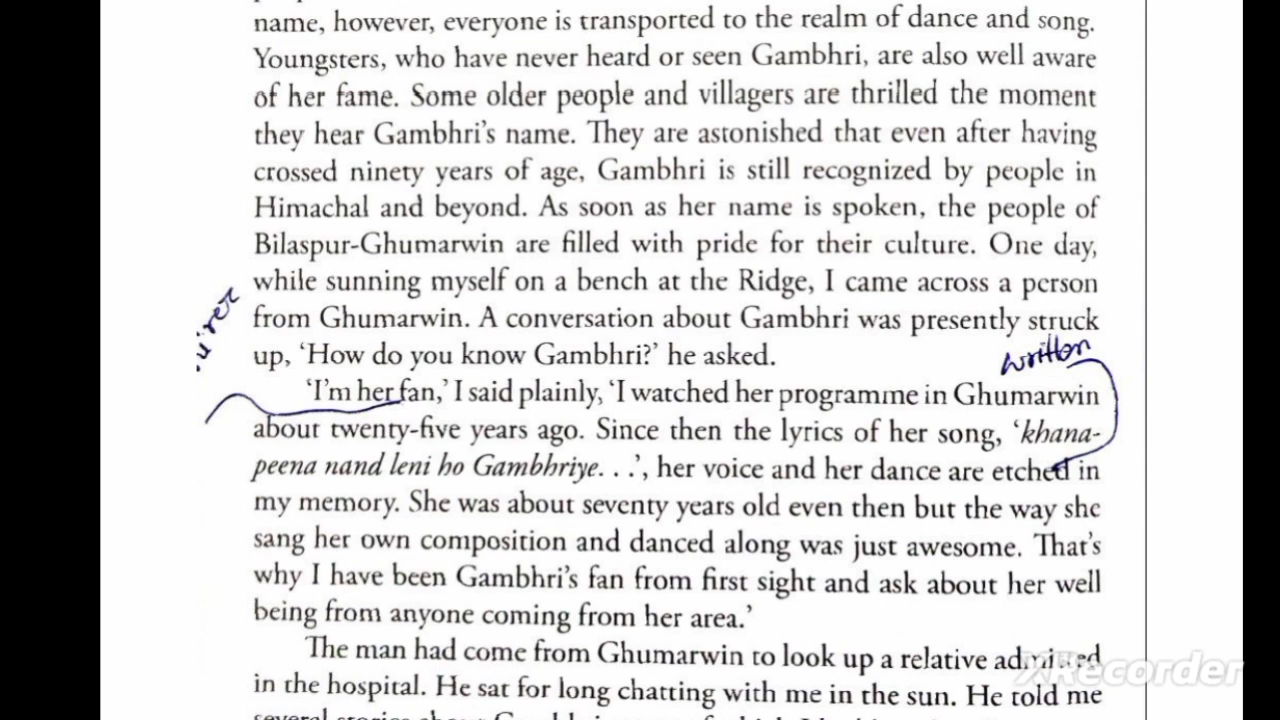 name, however, everyone is transported to the realm of dance and song.
Youngsters, who have never heard or seen Gambhri, are also well aware
of her fame. Some older people and villagers are thrilled the moment
they hear Gambhri's name. They are astonished that even after having
crossed ninety years of age, Gambhri is still recognized by people in
Himachal and beyond. As soon as her name is spoken, the people of
Bilaspur-Ghumarwin are filled with pride for their culture. One day,
while sunning myself on a bench at the Ridge, I came across a person
from Ghumarwin. A conversation about Gambhri was presently struck
up, 'How do you know Gambhri?' he asked.
written
'I'm her fan,' I said plainly, 'I watched her programme in Ghumarwin
about twenty-five years ago. Since then the lyrics of her song, 'khana-
peena nand leni ho Gambhriye. . .', her voice and her dance are etched in
my memory. She was about seventy years old even then but the way she
sang her own composition and danced along was just awesome. That's
why I have been Gambhri's fan from first sight and ask about her well
being from anyone coming from her area.'
The man had come from Ghumarwin to look up a relative admitted
in the hospital. He sat for long chatting with me in the sun. He told me
XRecorder